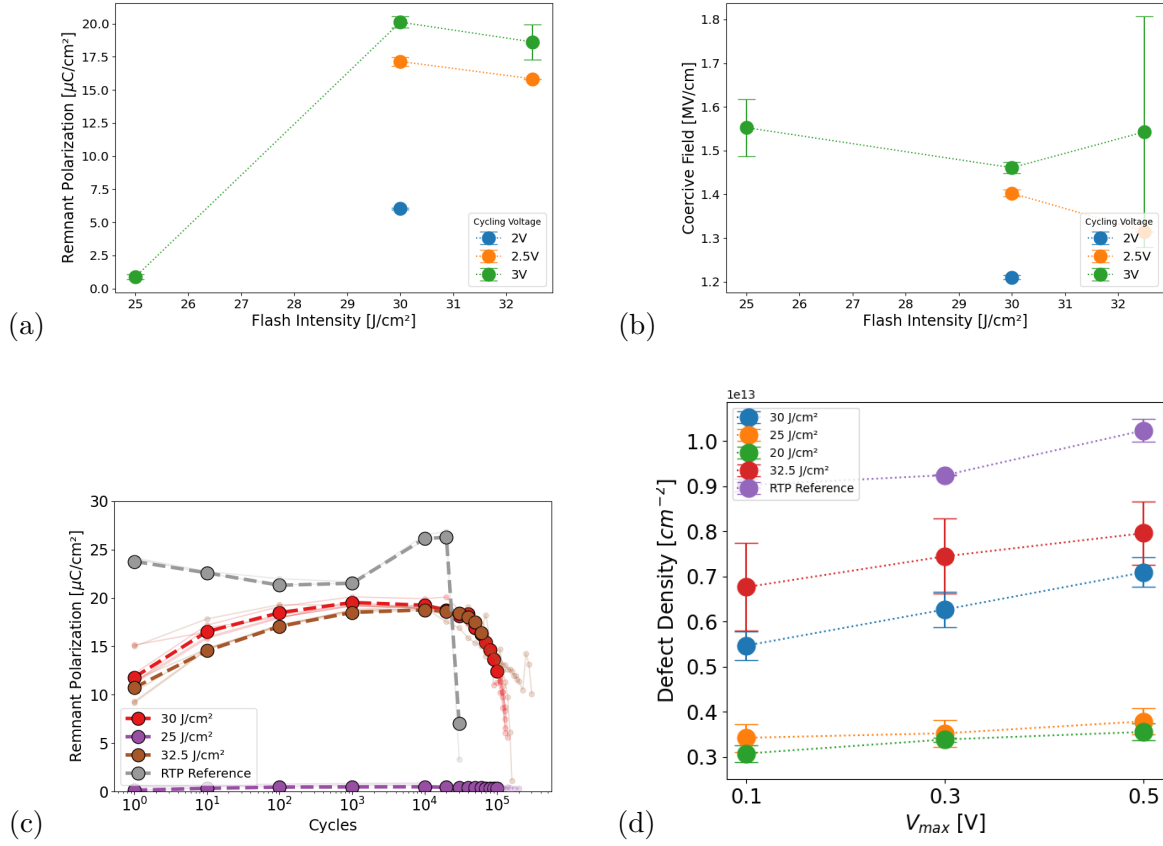 20.0
17.5
15.0
12.5
10.0
7.5
5.0
2.5
0.0
Remnant Polarization [µC/cm²]
Cycling Voltage
2V
2.5V
3V
25 26 27 28 29 30 31 32
Flash Intensity [J/cm²]
(a)
1.8
1.7
1.6
1.5
1.4
1.3
1.2
Coercive Field [MV/cm]
Cycling Voltage
2V
2.5V
3V
25 26 27 28 29 30 31 32
Flash Intensity [J/cm²]
(b)
30
25
20
15
10
5
0
Remnant Polarization [µC/cm²]
30 J/cm²
25 J/cm²
32.5 J/cm²
RTP Reference
10⁰ 10¹ 10² 10³ 10⁴ 10⁵
Cycles
(c)
1e13
1.0
0.9
0.8
0.7
0.6
0.5
0.4
0.3
Defect Density [cm⁻²]
30 J/cm²
25 J/cm²
20 J/cm²
32.5 J/cm²
RTP Reference
0.1 0.3 0.5
V_max [V]
(d)